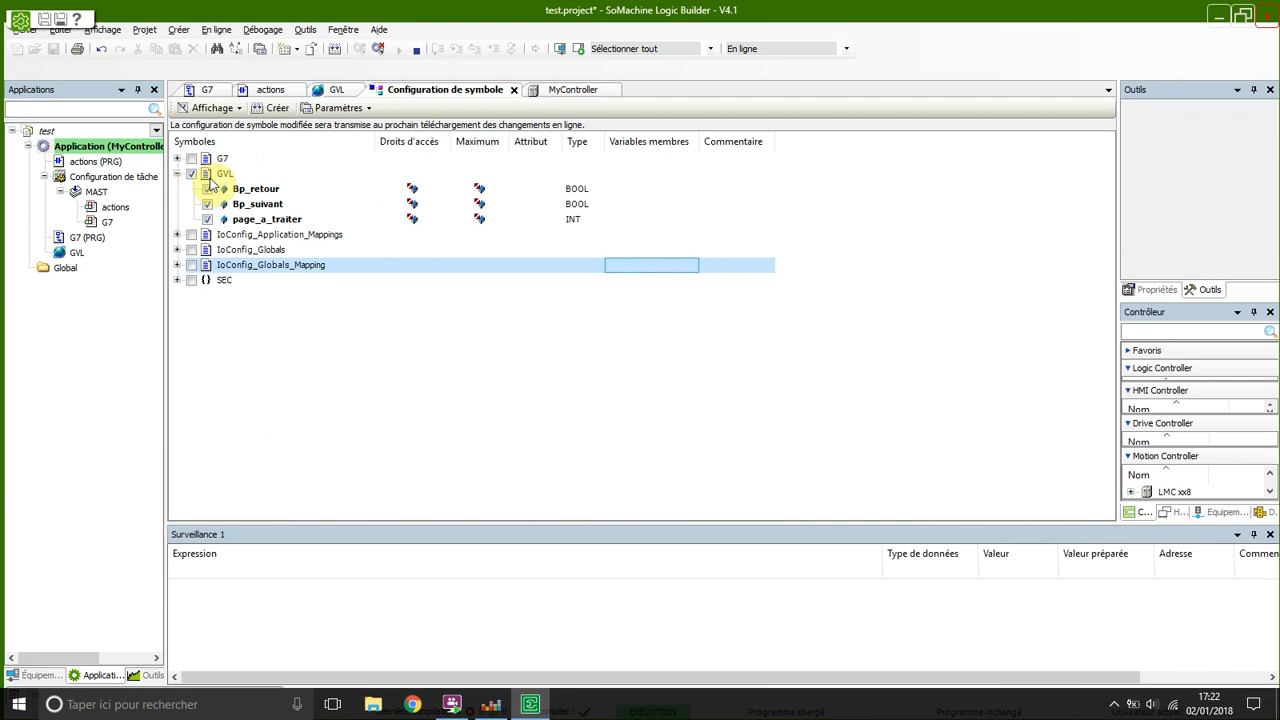 test.project* - SoMachine Logic Builder - V4.1
Affichage Projet Créer En ligne Débogage Outils Fenêtre Aide
Sélectionner tout En ligne
Applications
G7 actions GVL Configuration de symbole MyController
Outils
Affichage Créer Paramètres
La configuration de symbole modifiée sera transmise au prochain téléchargement des changements en ligne.
test
Application (MyControlle
actions (PRG)
Configuration de tâche
MAST
actions
G7
G7 (PRG)
GVL
Global
Symboles Droits d'accès Maximum Attribut Type Variables membres Commentaire
G7
GVL
Bp_retour BOOL
Bp_suivant BOOL
page_a_traiter INT
IoConfig_Application_Mappings
IoConfig_Globals
IoConfig_Globals_Mapping
SEC
Propriétés Outils
Contrôleur
Favoris
Logic Controller
HMI Controller
Nom
Drive Controller
Nom
Motion Controller
Nom
LMC xx8
C... H... Equipem... D.
Surveillance 1
Expression Type de données Valeur Valeur préparée Adresse Commen
Équipem... Applicati... Outils
Taper ici pour rechercher
EXECUTION Programme chargé Programme inchangé
17:22
02/01/2018